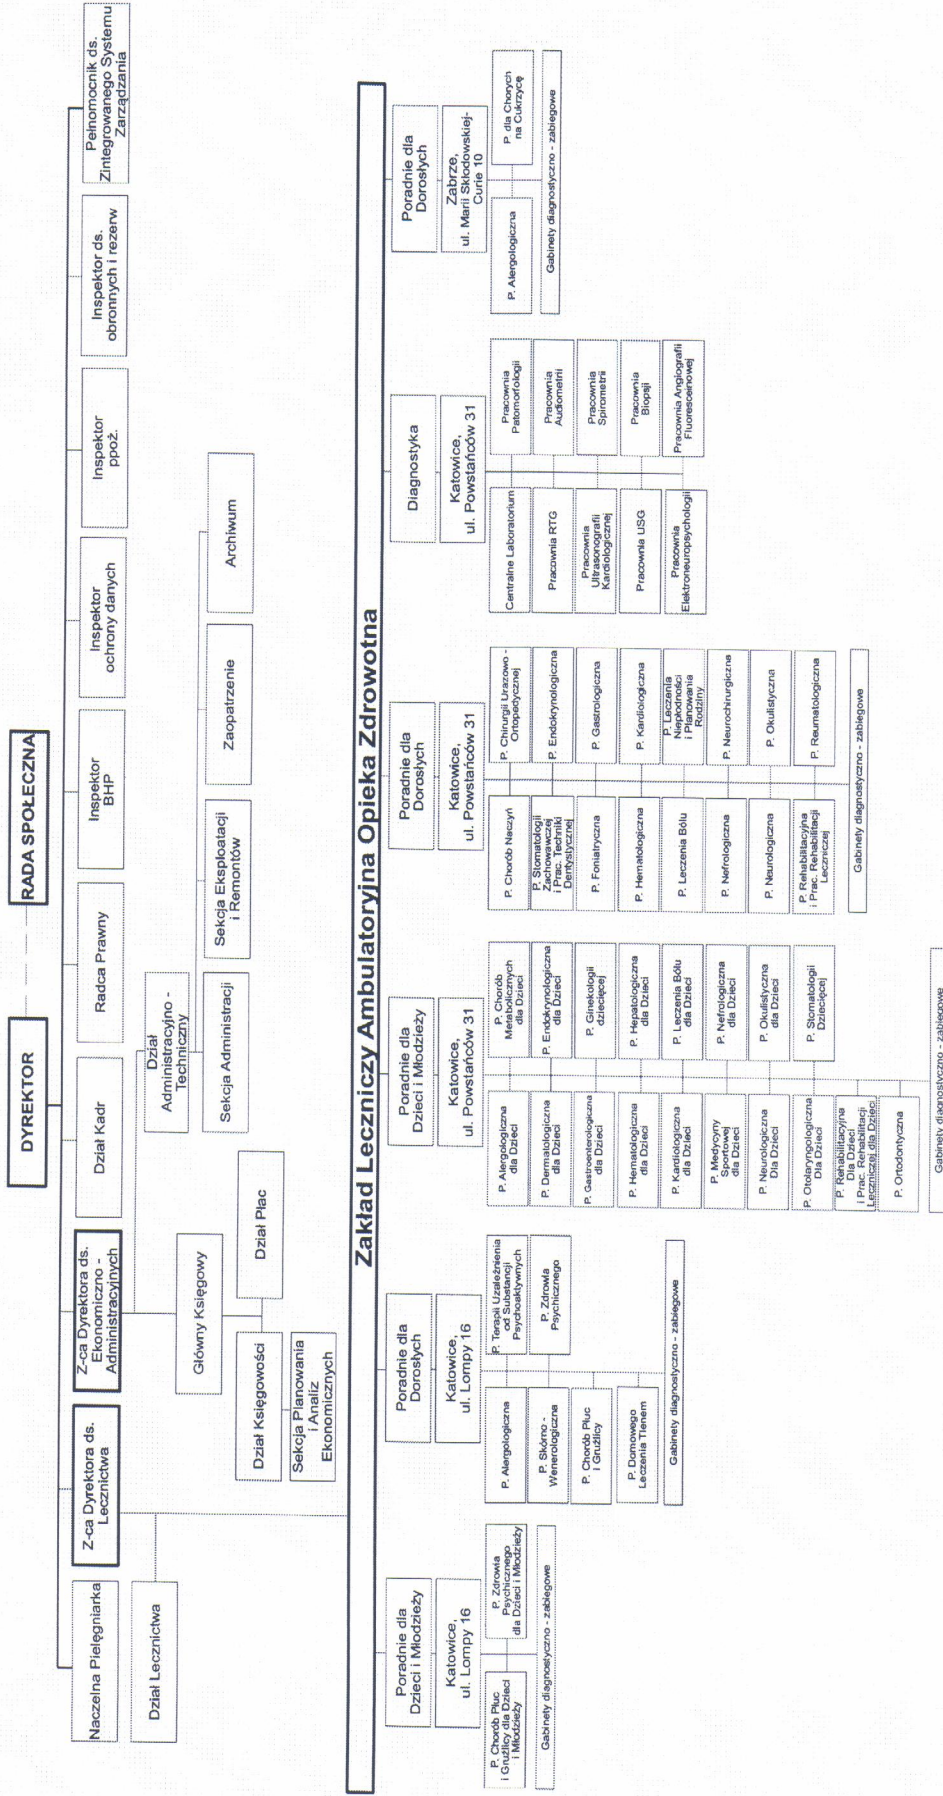 DYREKTOR
RADA SPOŁECZNA
Naczelna Pielęgniarka
Z-ca Dyrektora ds.
Lecznictwa
Z-ca Dyrektora ds.
Ekonomiczno -
Administracyjnych
Dział Kadr
Radca Prawny
Inspektor
BHP
Inspektor
ochrony danych
Inspektor
ppoż.
Inspektor ds.
obronnych i rezerw
Pełnomocnik ds.
Zintegrowanego Systemu
Zarządzania
Dział Lecznictwa
Główny Księgowy
Dział
Administracyjno -
Techniczny
Dział Księgowości
Dział Płac
Sekcja Planowania
i Analiz
Ekonomicznych
Sekcja Administracji
Sekcja Eksploatacji
i Remontów
Zaopatrzenie
Archiwum
Zakład Leczniczy Ambulatoryjna Opieka Zdrowotna
Poradnie dla
Dzieci i Młodzieży
Katowice,
ul. Lompy 16
P. Chorób Płuc
i Gruźlicy dla Dzieci
i Młodzieży
P. Zdrowia
Psychicznego
dla Dzieci i Młodzieży
Gabinety diagnostyczno - zabiegowe
Poradnie dla
Dorosłych
Katowice,
ul. Lompy 16
P. Alergologiczna
P. Terapii Uzależnienia
od Substancji
Psychoaktywnych
P. Skórno -
Wenerologiczna
P. Zdrowia
Psychicznego
P. Chorób Płuc
i Gruźlicy
P. Domowego
Leczenia Tlenem
Gabinety diagnostyczno - zabiegowe
Poradnie dla
Dzieci i Młodzieży
Katowice,
ul. Powstańców 31
P. Alergologiczna
dla Dzieci
P. Chorób
Metabolicznych
dla Dzieci
P. Dermatologiczna
dla Dzieci
P. Endokrynologiczna
dla Dzieci
P. Gastroenterologiczna
dla Dzieci
P. Ginekologii
dziecięcej
P. Hematologiczna
dla Dzieci
P. Hepatologiczna
dla Dzieci
P. Kardiologiczna
dla Dzieci
P. Leczenia Bólu
dla Dzieci
P. Medycyny
Sportowej
dla Dzieci
P. Nefrologiczna
dla Dzieci
P. Neurologiczna
Dla Dzieci
P. Okulistyczna
dla Dzieci
P. Otolaryngologiczna
Dla Dzieci
P. Stomatologii
Dziecięcej
P. Rehabilitacyjna
Dla Dzieci
i Prac. Rehabilitacji
Leczniczej dla Dzieci
P. Ortodontyczna
Gabinety diagnostyczno - zabiegowe
Poradnie dla
Dorosłych
Katowice,
ul. Powstańców 31
P. Chorób Naczyń
P. Chirurgii Urazowo -
Ortopedycznej
P. Stomatologii
Zachowawczej
i Prac. Techniki
Dentystycznej
P. Endokrynologiczna
P. Foniatryczna
P. Gastrologiczna
P. Hematologiczna
P. Kardiologiczna
P. Leczenia Bólu
P. Leczenia
Niepłodności
i Planowania
Rodziny
P. Nefrologiczna
P. Neurochirurgiczna
P. Neurologiczna
P. Okulistyczna
P. Rehabilitacyjna
i Prac. Rehabilitacji
Leczniczej
P. Reumatologiczna
Gabinety diagnostyczno - zabiegowe
Diagnostyka
Katowice,
ul. Powstańców 31
Centralne Laboratorium
Pracownia
Patomorfologii
Pracownia RTG
Pracownia
Audiometrii
Pracownia
Ultrasonografii
Kardiologicznej
Pracownia
Spirometrii
Pracownia USG
Pracownia
Biopsji
Pracownia
Elektroneuropsychologii
Pracownia Angiografii
Fluoresceinowej
Poradnie dla
Dorosłych
Zabrze,
ul. Marii Skłodowskiej-
Curie 10
P. Alergologiczna
P. dla Chorych
na Cukrzycę
Gabinety diagnostyczno - zabiegowe